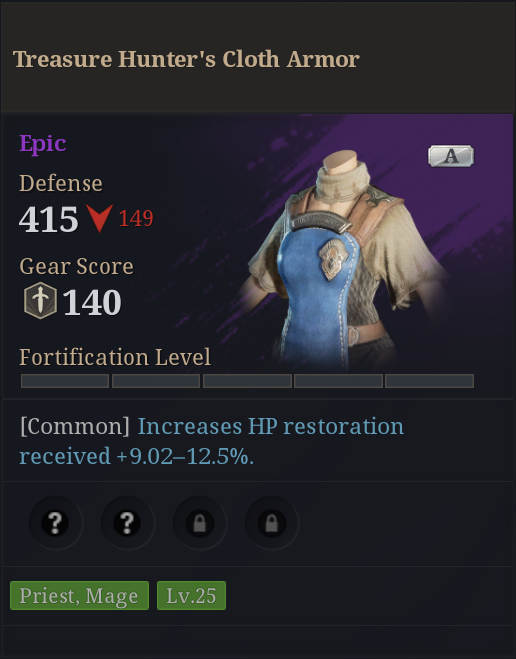 Treasure Hunter's Cloth Armor
Epic
A
Defense
415 149
Gear Score
140
Fortification Level
[Common] Increases HP restoration
received +9.02–12.5%.
? ?
Priest, Mage Lv.25